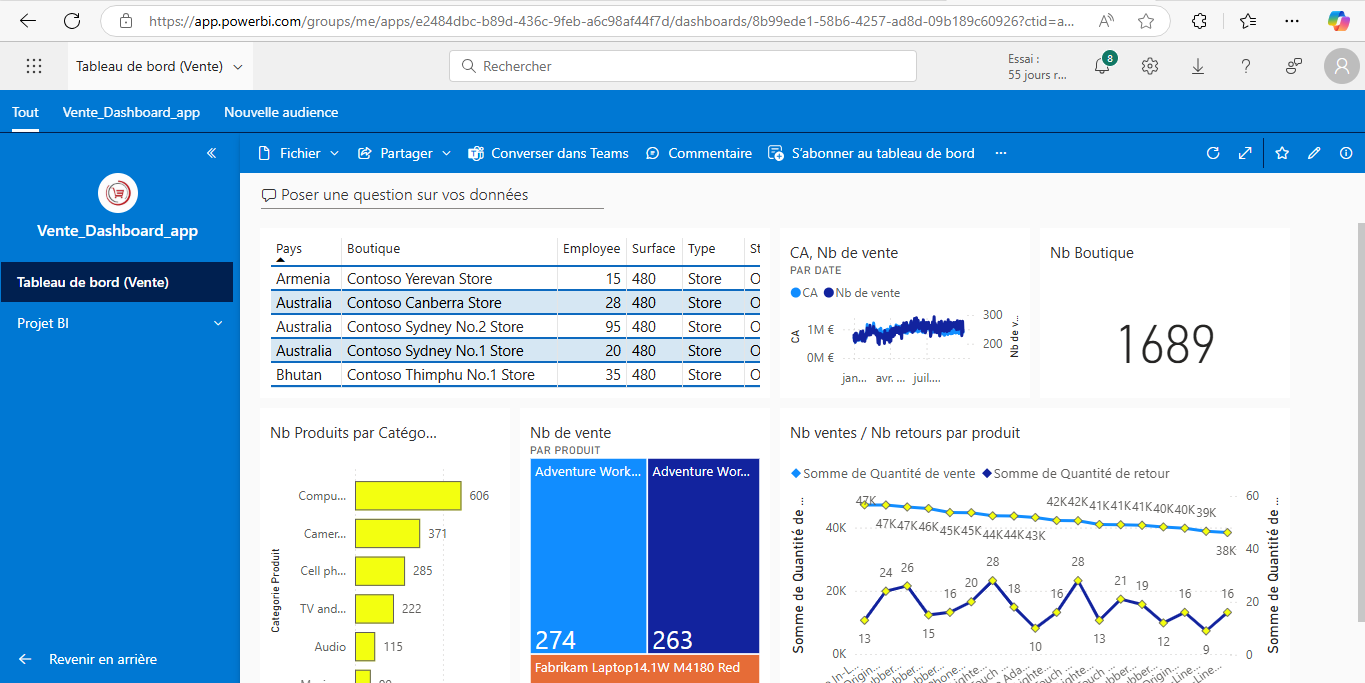 https://app.powerbi.com/groups/me/apps/e2484dbc-b89d-436c-9feb-a6c98af44f7d/dashboards/8b99ede1-58b6-4257-ad8d-09b189c60926?ctid=a...
Tableau de bord (Vente)
Rechercher
Essai :
55 jours r...
8
Tout Vente_Dashboard_app Nouvelle audience
Fichier Partager Converser dans Teams Commentaire S'abonner au tableau de bord ...
Vente_Dashboard_app
Tableau de bord (Vente)
Projet BI
Revenir en arrière
Poser une question sur vos données
Pays Boutique Employee Surface Type St
Armenia Contoso Yerevan Store 15 480 Store O
Australia Contoso Canberra Store 28 480 Store O
Australia Contoso Sydney No.2 Store 95 480 Store O
Australia Contoso Sydney No.1 Store 20 480 Store O
Bhutan Contoso Thimphu No.1 Store 35 480 Store O
CA, Nb de vente
PAR DATE
CA Nb de vente
CA
1M €
0M €
300
200
Nb de v...
jan... avr. ... juil....
Nb Boutique
1689
Nb Produits par Catégo...
Categorie Produit
Compu... 606
Camer... 371
Cell ph... 285
TV and... 222
Audio 115
Nb de vente
PAR PRODUIT
Adventure Work... 274
Adventure Wor... 263
Fabrikam Laptop14.1W M4180 Red
Nb ventes / Nb retours par produit
Somme de Quantité de vente Somme de Quantité de retour
Somme de Quantité de ...
40K
20K
0K
47K 47K 47K 46K 45K 45K 44K 44K 43K 42K 42K 41K 41K 41K 40K 40K 39K 38K
13 24 26 15 16 20 28 18 10 16 28 13 21 19 12 16 9 16
60
40
20
0
Somme de Quantité de ...